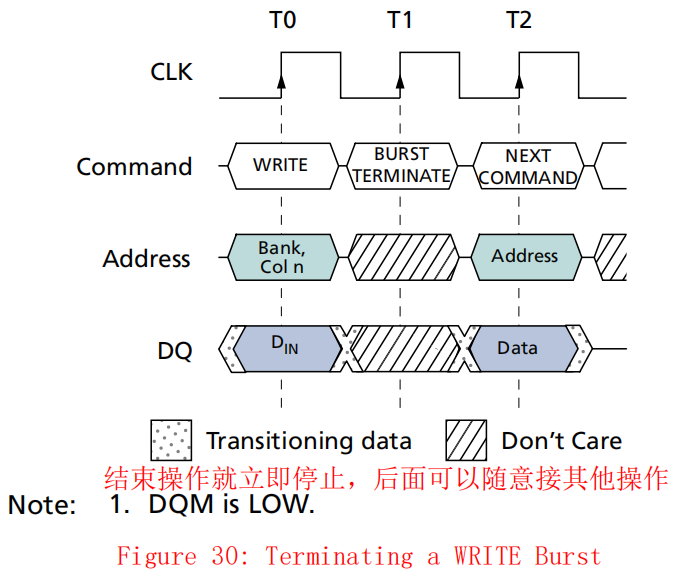 T0 T1 T2
CLK
Command WRITE BURST TERMINATE NEXT COMMAND
Address Bank, Col n Address
DQ DIN Data
Transitioning data Don't Care
结束操作就立即停止，后面可以随意接其他操作
Note: 1. DQM is LOW.
Figure 30: Terminating a WRITE Burst